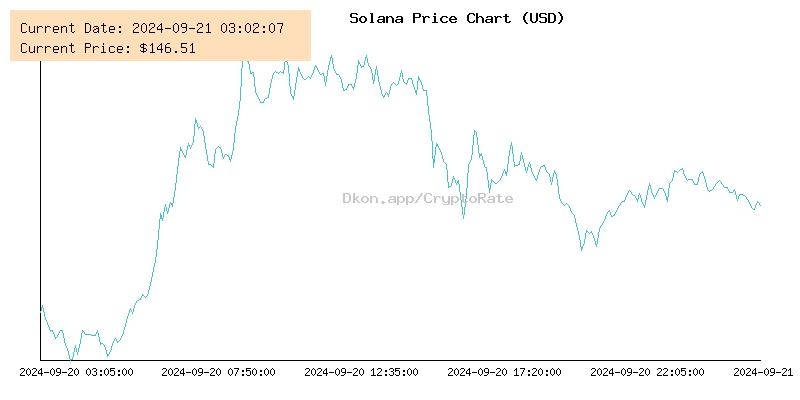 Solana Price Chart (USD)
Current Date: 2024-09-21 03:02:07
Current Price: $146.51
Dkon.app/CryptoRate
2024-09-20 03:05:00
2024-09-20 07:50:00
2024-09-20 12:35:00
2024-09-20 17:20:00
2024-09-20 22:05:00
2024-09-21